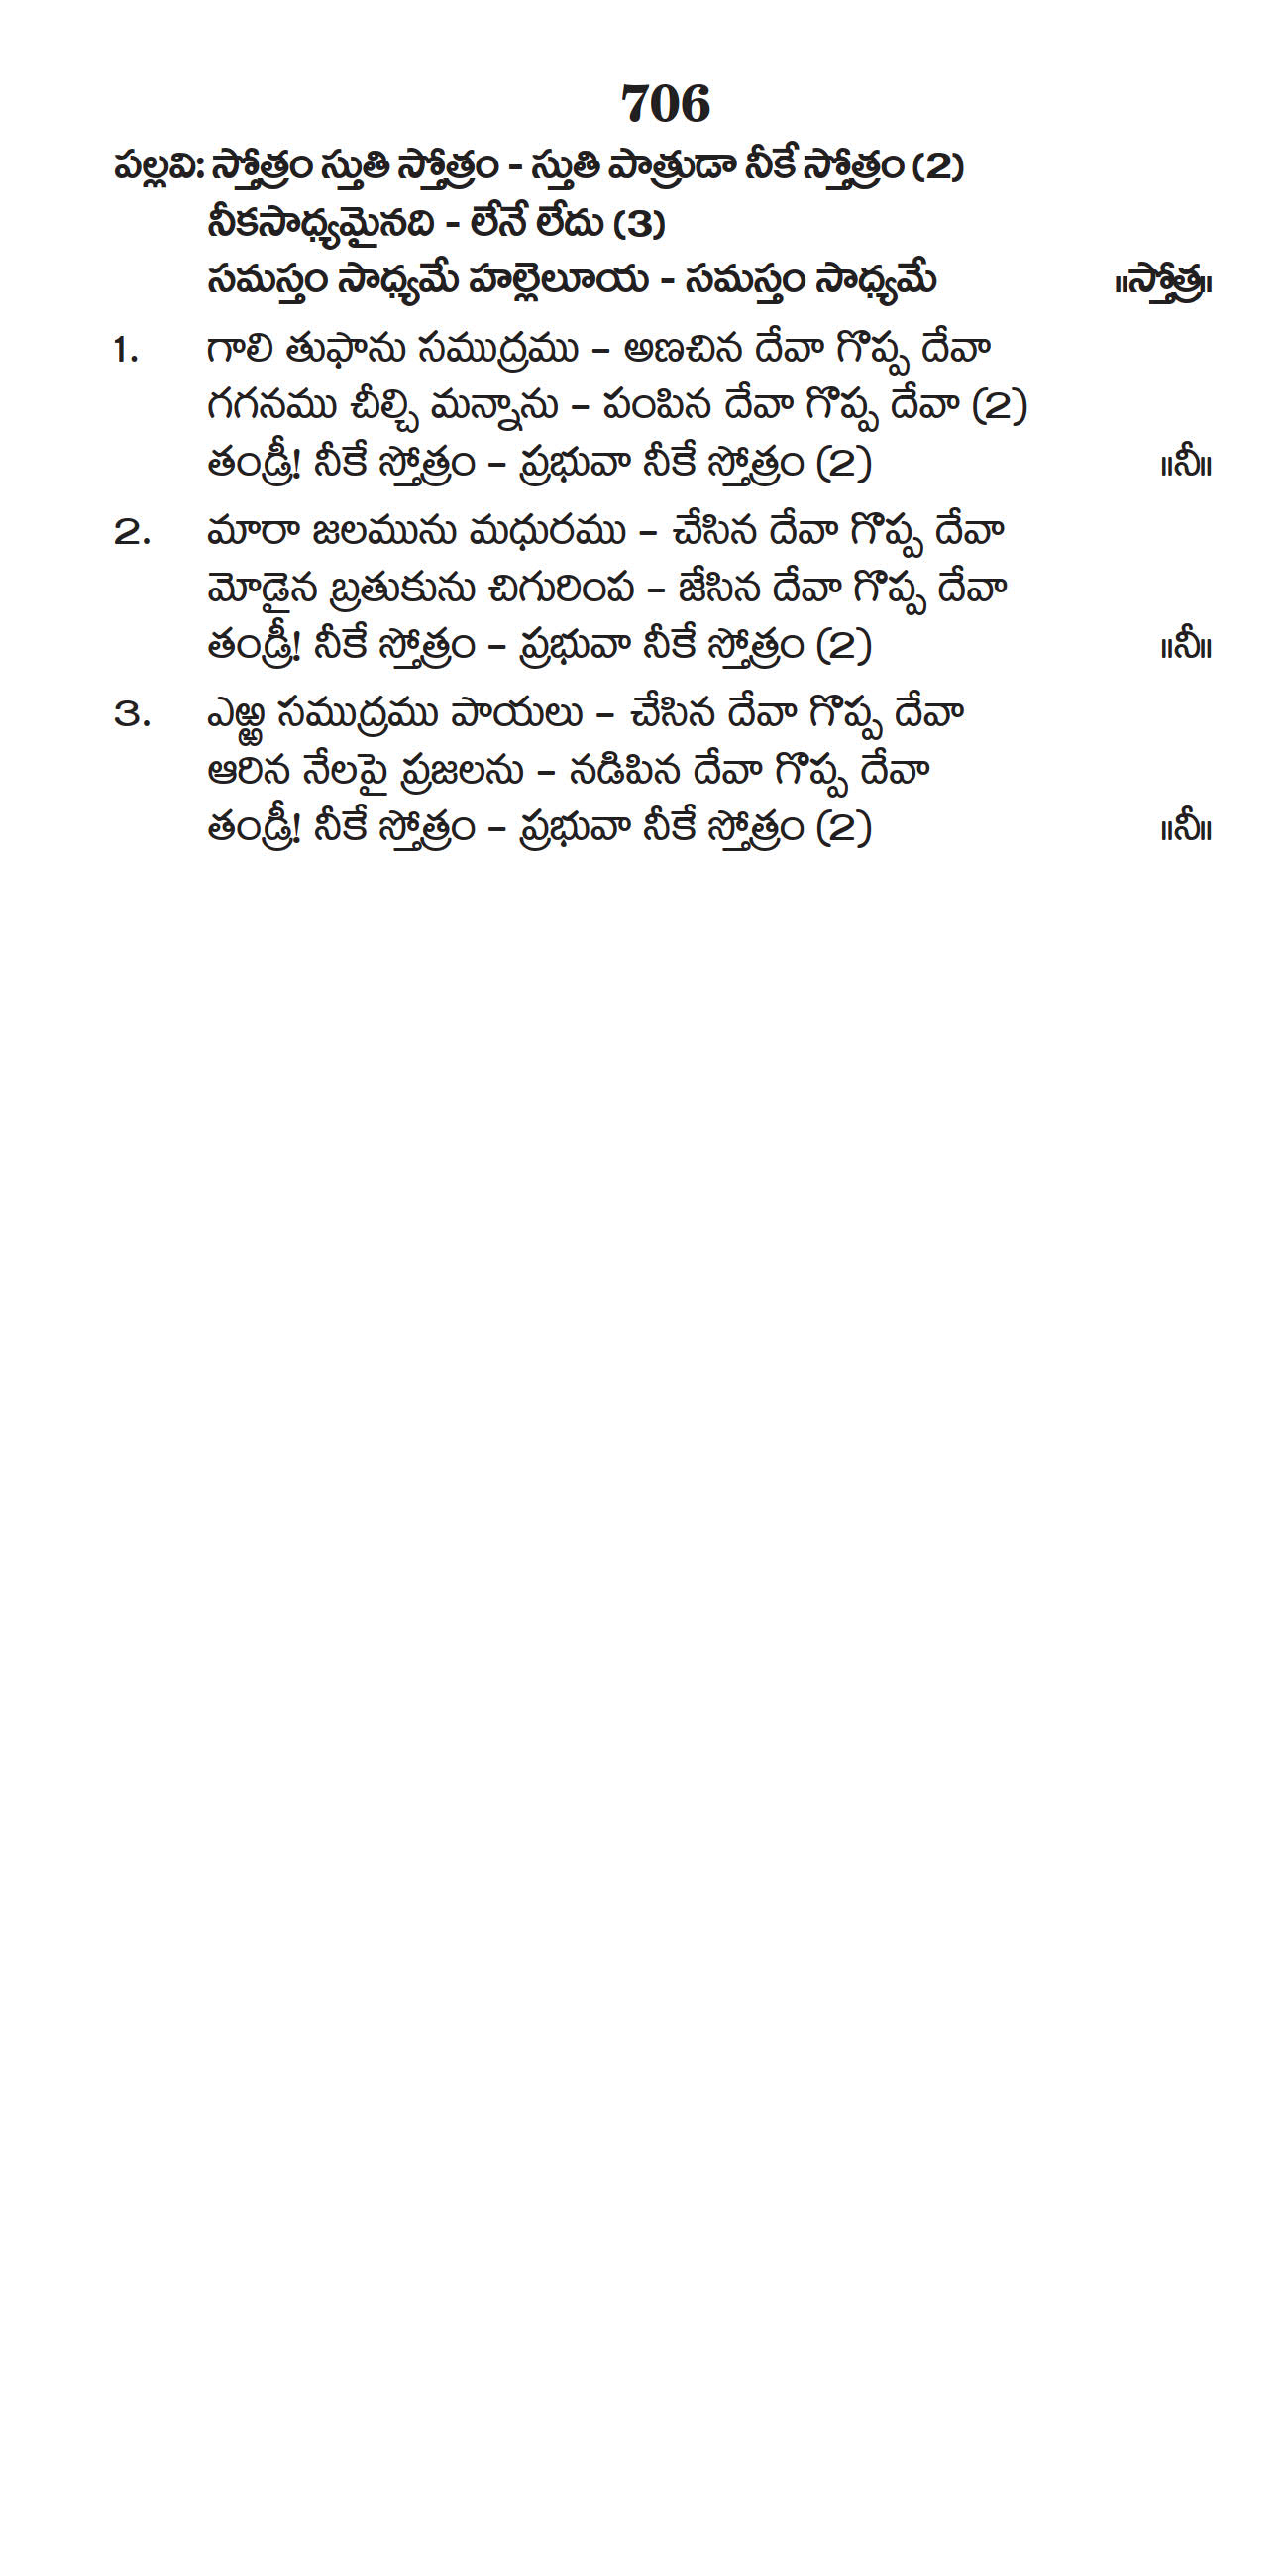 706
పల్లవి: స్తోత్రం స్తుతి స్తోత్రం - స్తుతి పాత్రుడా నీకే స్తోత్రం (2)
నీకసాధ్యమైనది - లేనే లేదు (3)
సమస్తం సాధ్యమే హల్లెలూయ - సమస్తం సాధ్యమే ॥స్తోత్ర॥
1. గాలి తుఫాను సముద్రము – అణచిన దేవా గొప్ప దేవా
గగనము చీల్చి మన్నాను – పంపిన దేవా గొప్ప దేవా (2)
తండ్రీ! నీకే స్తోత్రం – ప్రభువా నీకే స్తోత్రం (2) ॥నీ॥
2. మారా జలమును మధురము – చేసిన దేవా గొప్ప దేవా
మోడైన బ్రతుకును చిగురింప – జేసిన దేవా గొప్ప దేవా
తండ్రీ! నీకే స్తోత్రం – ప్రభువా నీకే స్తోత్రం (2) ॥నీ॥
3. ఎఱ్ఱ సముద్రము పాయలు – చేసిన దేవా గొప్ప దేవా
ఆరిన నేలపై ప్రజలను – నడిపిన దేవా గొప్ప దేవా
తండ్రీ! నీకే స్తోత్రం – ప్రభువా నీకే స్తోత్రం (2) ॥నీ॥